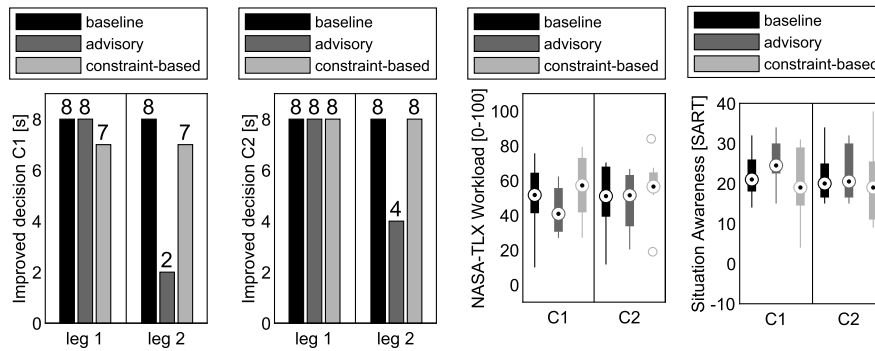 baseline
advisory
constraint-based
Improved decision C1 [s]
8
6
4
2
0
8 8 7
8 2 7
leg 1 leg 2
baseline
advisory
constraint-based
Improved decision C2 [s]
8
6
4
2
0
8 8 8
8 4 8
leg 1 leg 2
baseline
advisory
constraint-based
NASA-TLX Workload [0-100]
100
80
60
40
20
0
C1 C2
baseline
advisory
constraint-based
Situation Awareness [SART]
40
30
20
10
0
-10
C1 C2